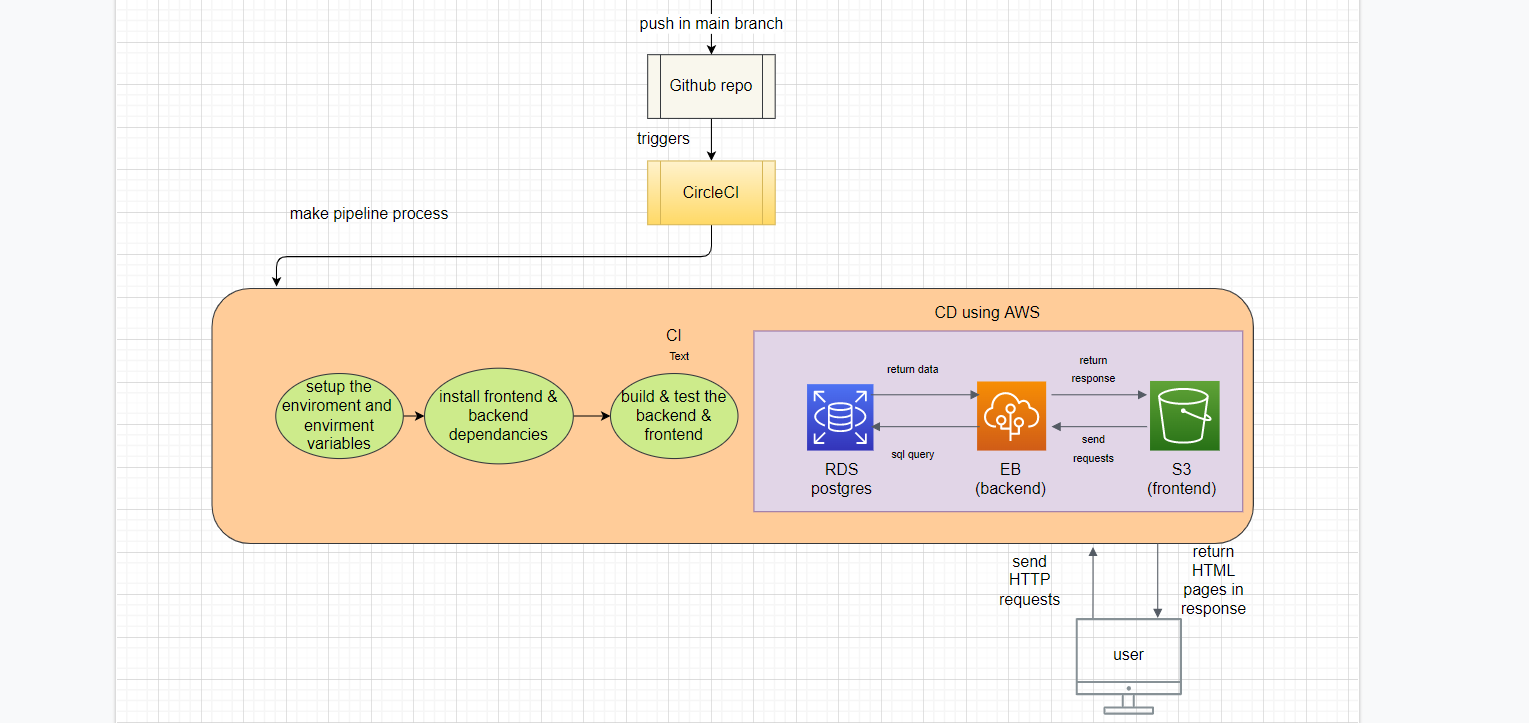 push in main branch
Github repo
triggers
CircleCI
make pipeline process
CD using AWS
CI
Text
setup the
enviroment and
envirment
variables
install frontend &
backend
dependancies
build & test the
backend &
frontend
return data
sql query
return
response
send
requests
RDS
postgres
EB
(backend)
S3
(frontend)
send
HTTP
requests
return
HTML
pages in
response
user